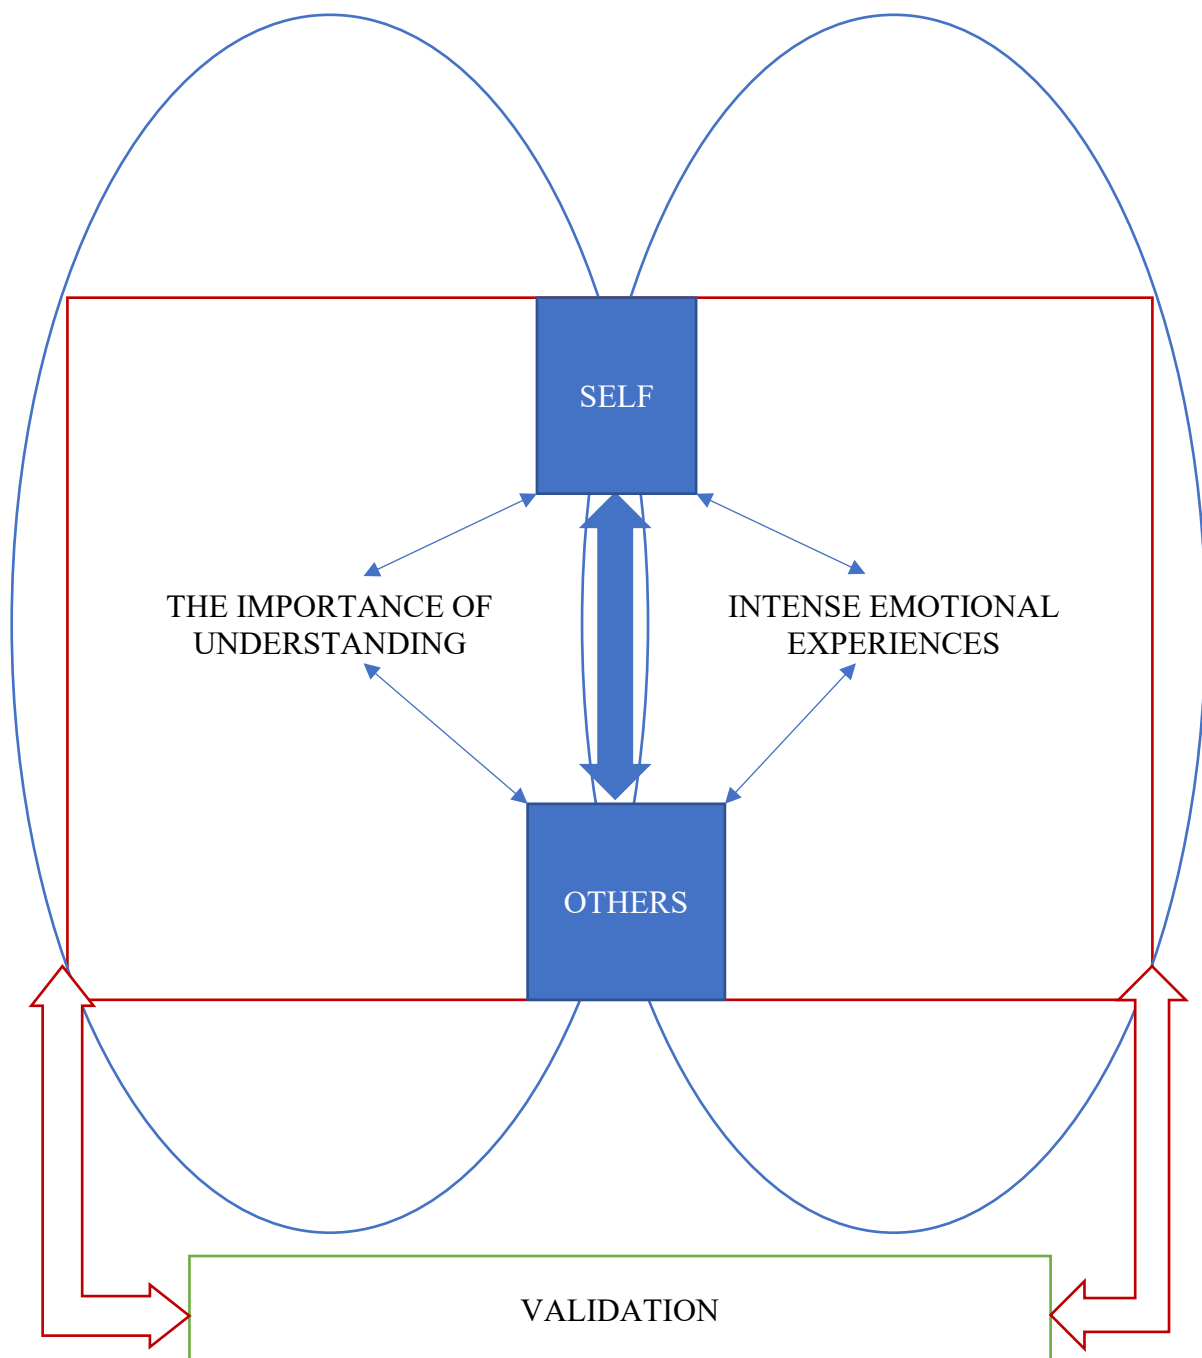 SELF
THE IMPORTANCE OF
UNDERSTANDING
INTENSE EMOTIONAL
EXPERIENCES
OTHERS
VALIDATION